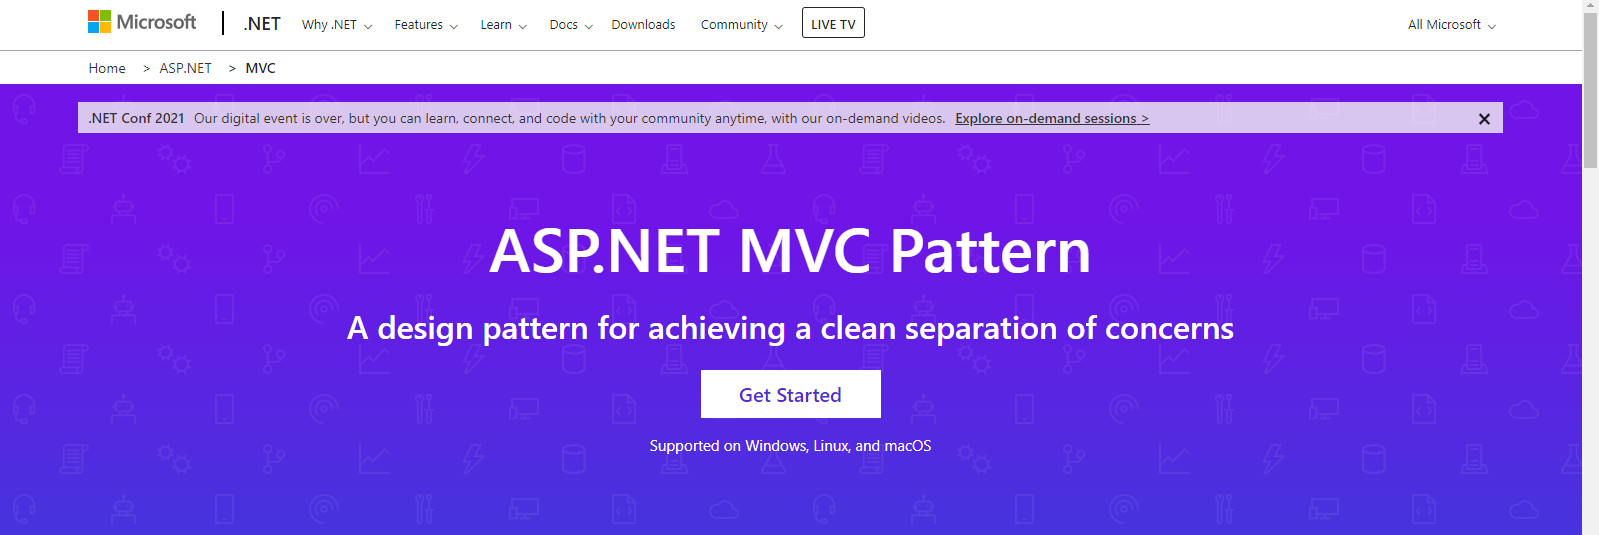 Microsoft .NET Why .NET Features Learn Docs Downloads Community LIVE TV All Microsoft
Home > ASP.NET > MVC
.NET Conf 2021 Our digital event is over, but you can learn, connect, and code with your community anytime, with our on-demand videos. Explore on-demand sessions >
ASP.NET MVC Pattern
A design pattern for achieving a clean separation of concerns
Get Started
Supported on Windows, Linux, and macOS